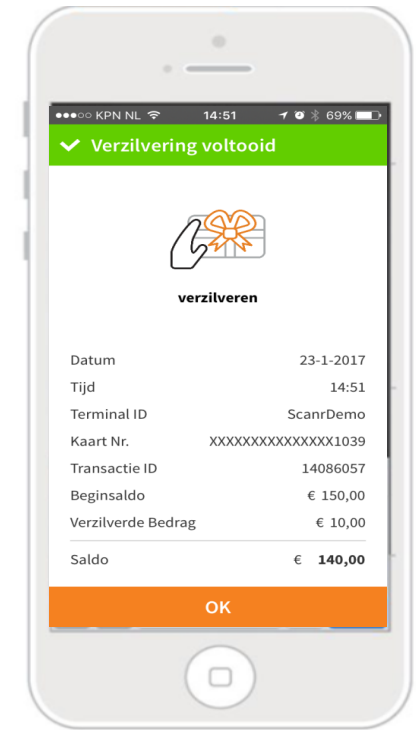 KPN NL 14:51 69%
Verzilvering voltooid
verzilveren
Datum 23-1-2017
Tijd 14:51
Terminal ID ScanrDemo
Kaart Nr. XXXXXXXXXXXXXXX1039
Transactie ID 14086057
Beginsaldo € 150,00
Verzilverde Bedrag € 10,00
Saldo € 140,00
OK